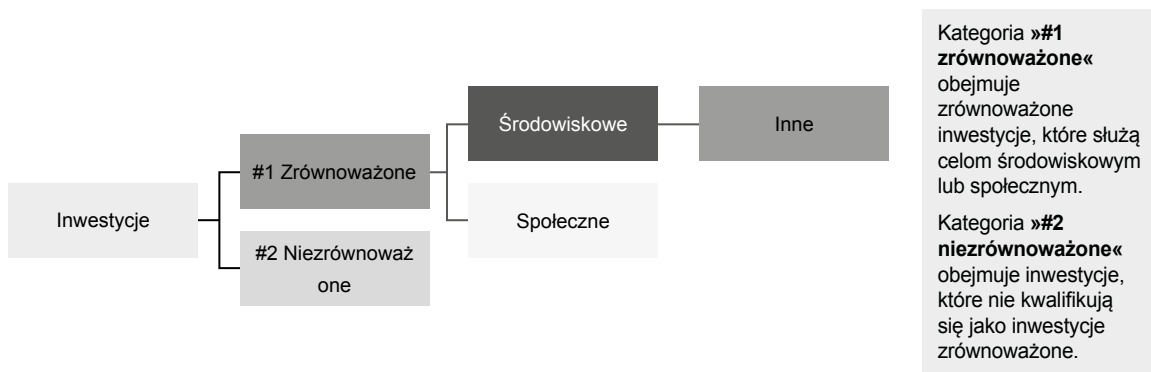 Inwestycje
#1 Zrównoważone
#2 Niezrównoważ
one
Środowiskowe
Społeczne
Inne
Kategoria »#1
zrównoważone«
obejmuje
zrównoważone
inwestycje, które służą
celom środowiskowym
lub społecznym.
Kategoria »#2
niezrównoważone«
obejmuje inwestycje,
które nie kwalifikują
się jako inwestycje
zrównoważone.